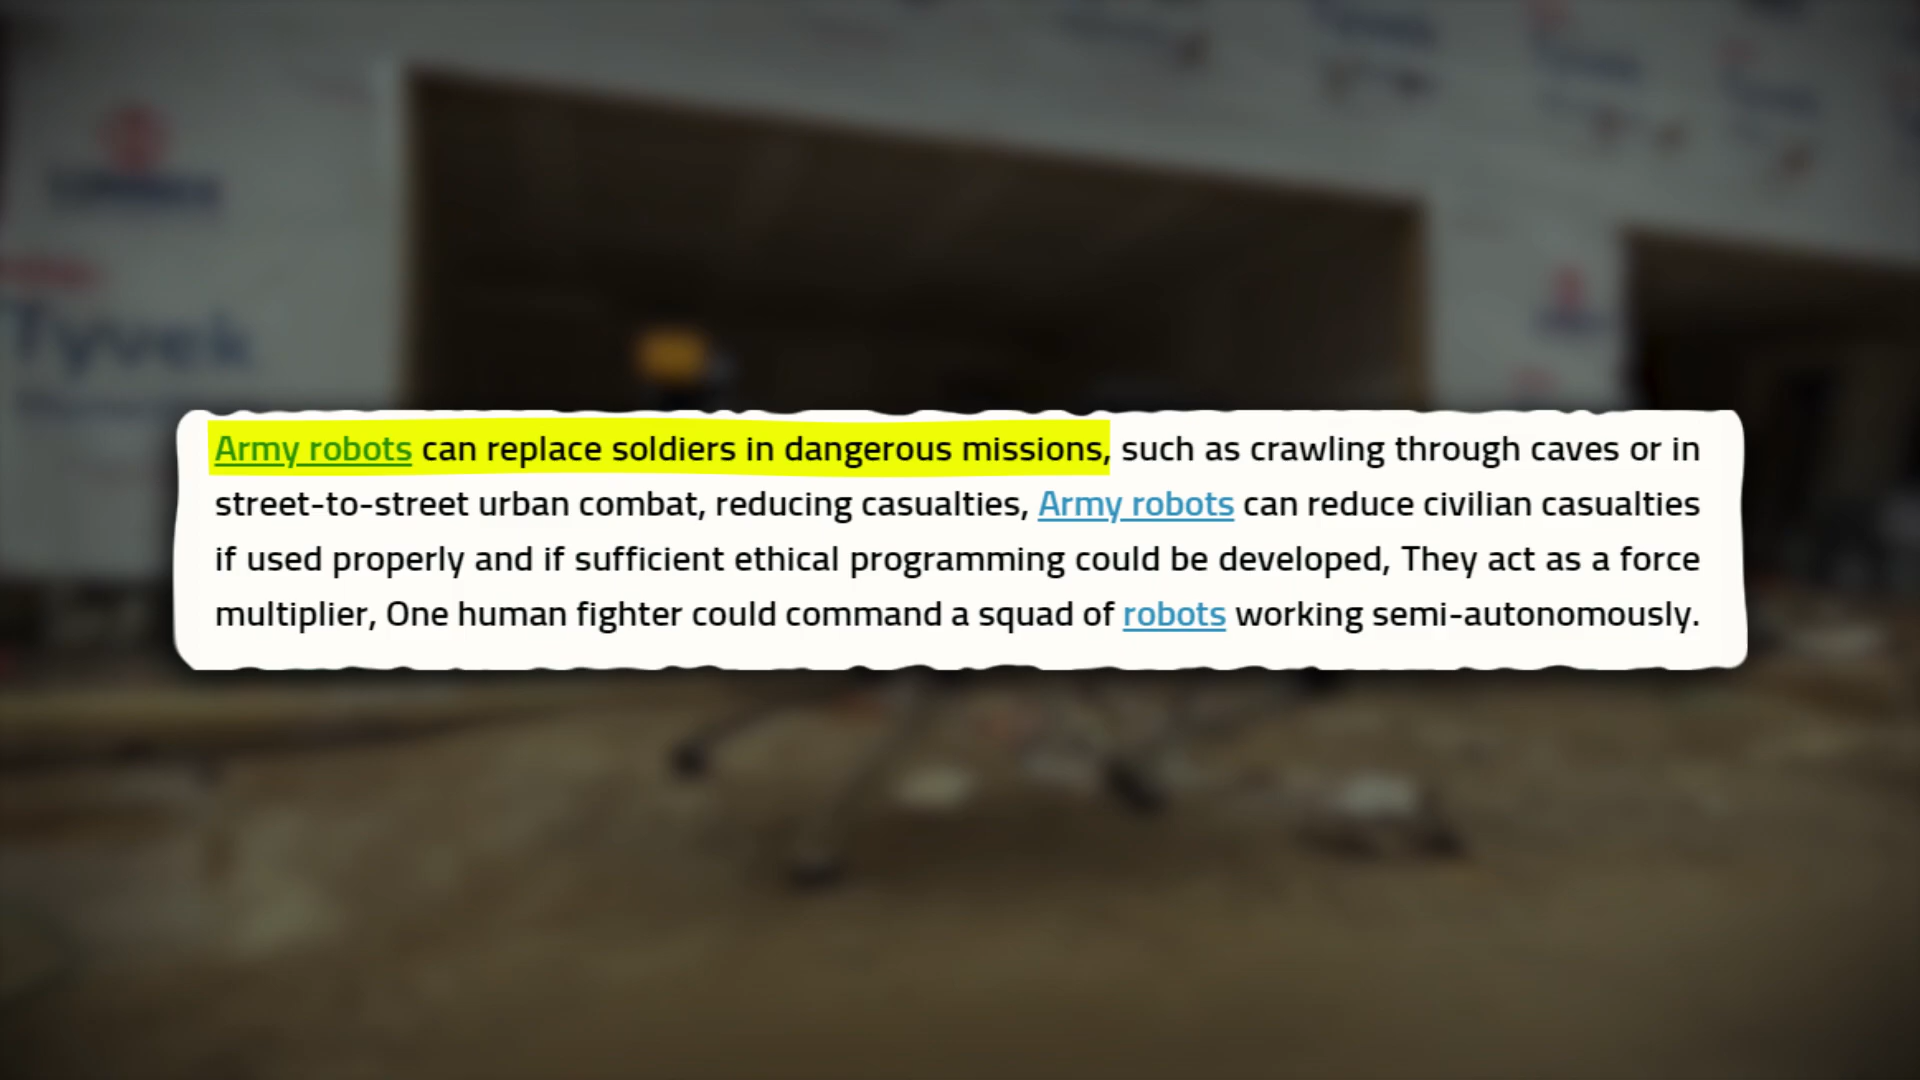 Tyvek
Army robots can replace soldiers in dangerous missions, such as crawling through caves or in
street-to-street urban combat, reducing casualties, Army robots can reduce civilian casualties
if used properly and if sufficient ethical programming could be developed, They act as a force
multiplier, One human fighter could command a squad of robots working semi-autonomously.